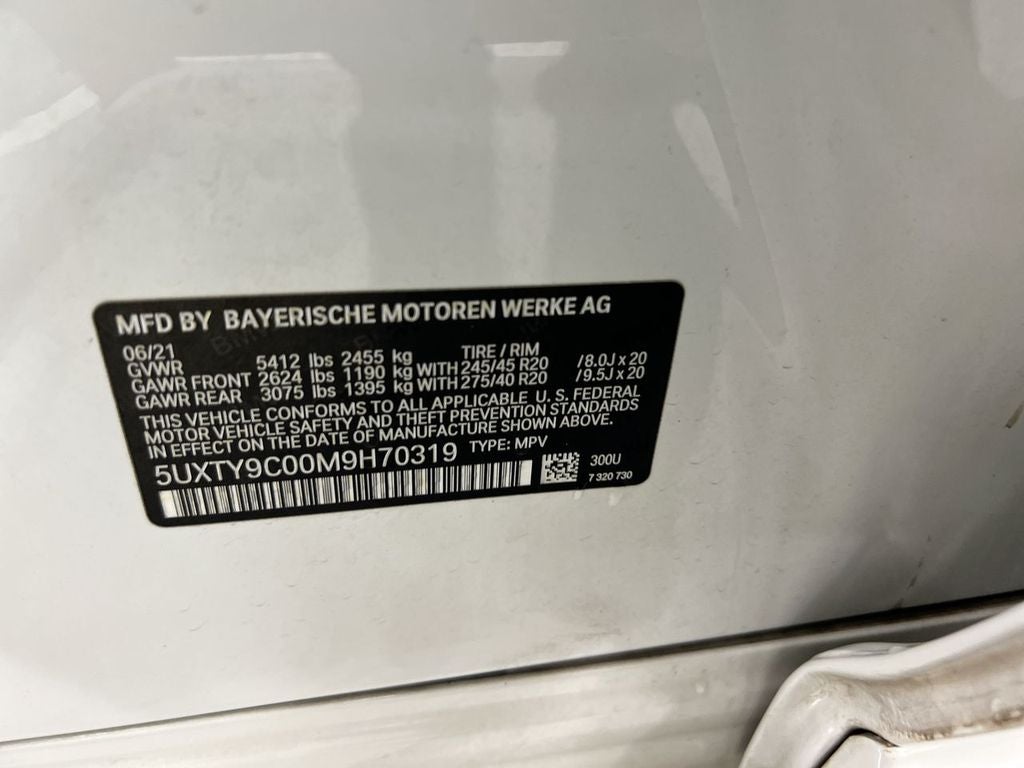 MFD BY BAYERISCHE MOTOREN WERKE AG
06/21 TIRE / RIM
GVWR 5412 lbs 2455 kg
GAWR FRONT 2624 lbs 1190 kg WITH 245/45 R20 /8.0J x 20
GAWR REAR 3075 lbs 1395 kg WITH 275/40 R20 /9.5J x 20
THIS VEHICLE CONFORMS TO ALL APPLICABLE U. S. FEDERAL
MOTOR VEHICLE SAFETY AND THEFT PREVENTION STANDARDS
IN EFFECT ON THE DATE OF MANUFACTURE SHOWN ABOVE.
5UXTY9C00M9H70319 TYPE: MPV
300U
7 320 730